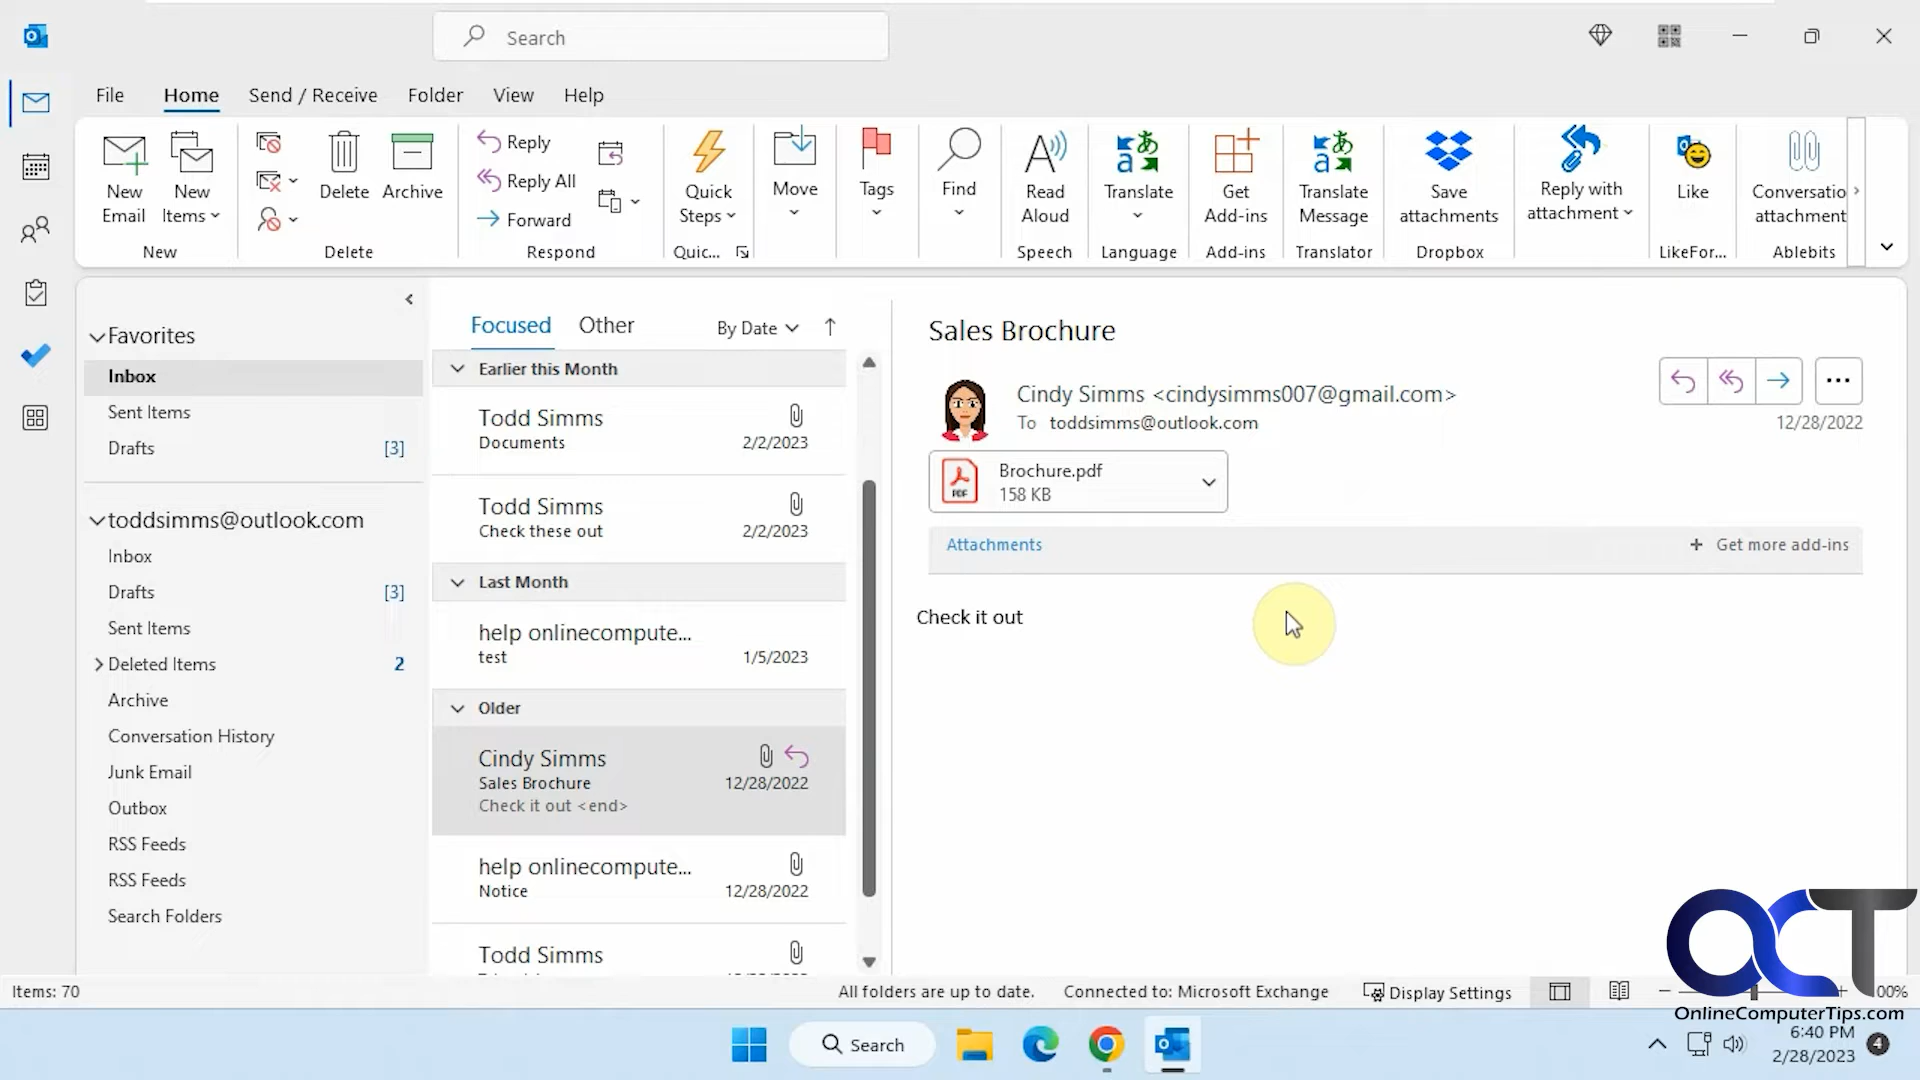 Search
File Home Send / Receive Folder View Help
New Email
New Items
Delete
Archive
Reply
Reply All
Forward
Quick Steps
Move
Tags
Find
Read Aloud
Translate
Get Add-ins
Translate Message
Save attachments
Reply with attachment
Like
Conversatio attachment
New Delete Respond Quic... Speech Language Add-ins Translator Dropbox LikeFor... Ablebits
Favorites
Inbox
Sent Items
Drafts [3]
toddsimms@outlook.com
Inbox
Drafts [3]
Sent Items
Deleted Items 2
Archive
Conversation History
Junk Email
Outbox
RSS Feeds
RSS Feeds
Search Folders
Focused Other By Date
Earlier this Month
Todd Simms
Documents 2/2/2023
Todd Simms
Check these out 2/2/2023
Last Month
help onlinecompute...
test 1/5/2023
Older
Cindy Simms
Sales Brochure 12/28/2022
Check it out <end>
help onlinecompute...
Notice 12/28/2022
Todd Simms
Sales Brochure
Cindy Simms <cindysimms007@gmail.com>
To toddsimms@outlook.com 12/28/2022
PDF
Brochure.pdf
158 KB
Attachments + Get more add-ins
Check it out
Items: 70 All folders are up to date. Connected to: Microsoft Exchange Display Settings 00%
OCT
OnlineComputerTips.com
Search
6:40 PM
2/28/2023 4